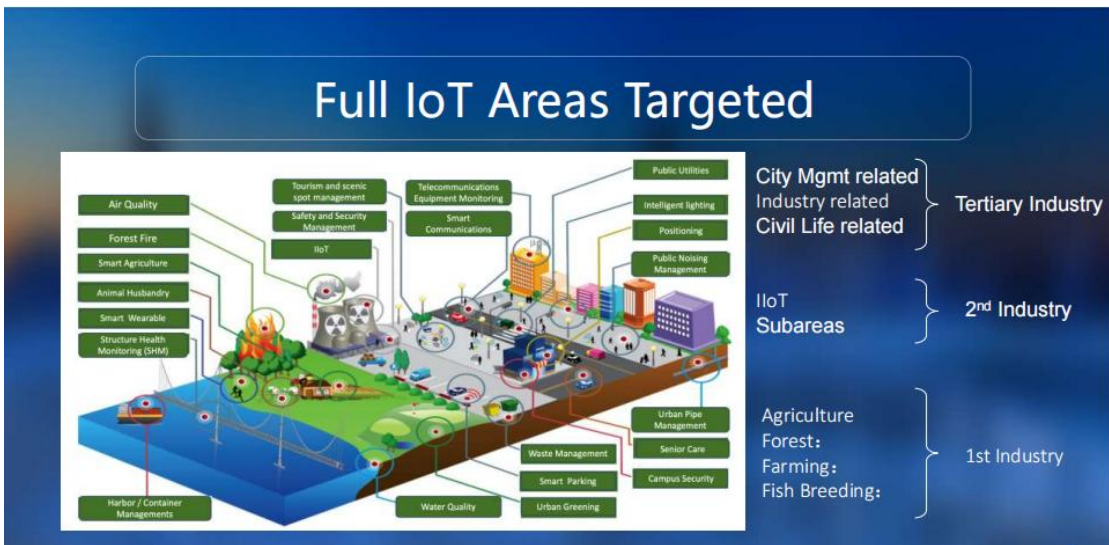 Full IoT Areas Targeted
Air Quality
Forest Fire
Smart Agriculture
Animal Husbandry
Smart Wearable
Structure Health
Monitoring (SHM)
Harbor / Container
Managements
Tourism and scenic
spot management
Safety and Security
Management
IIoT
Telecommunications
Equipment Monitoring
Smart
Communications
Public Utilities
Intelligent lighting
Positioning
Public Noising
Management
Urban Pipe
Management
Senior Care
Campus Security
Waste Management
Smart Parking
Urban Greening
Water Quality
City Mgmt related
Industry related
Civil Life related
Tertiary Industry
IIoT
Subareas
2nd Industry
Agriculture
Forest：
Farming：
Fish Breeding：
1st Industry